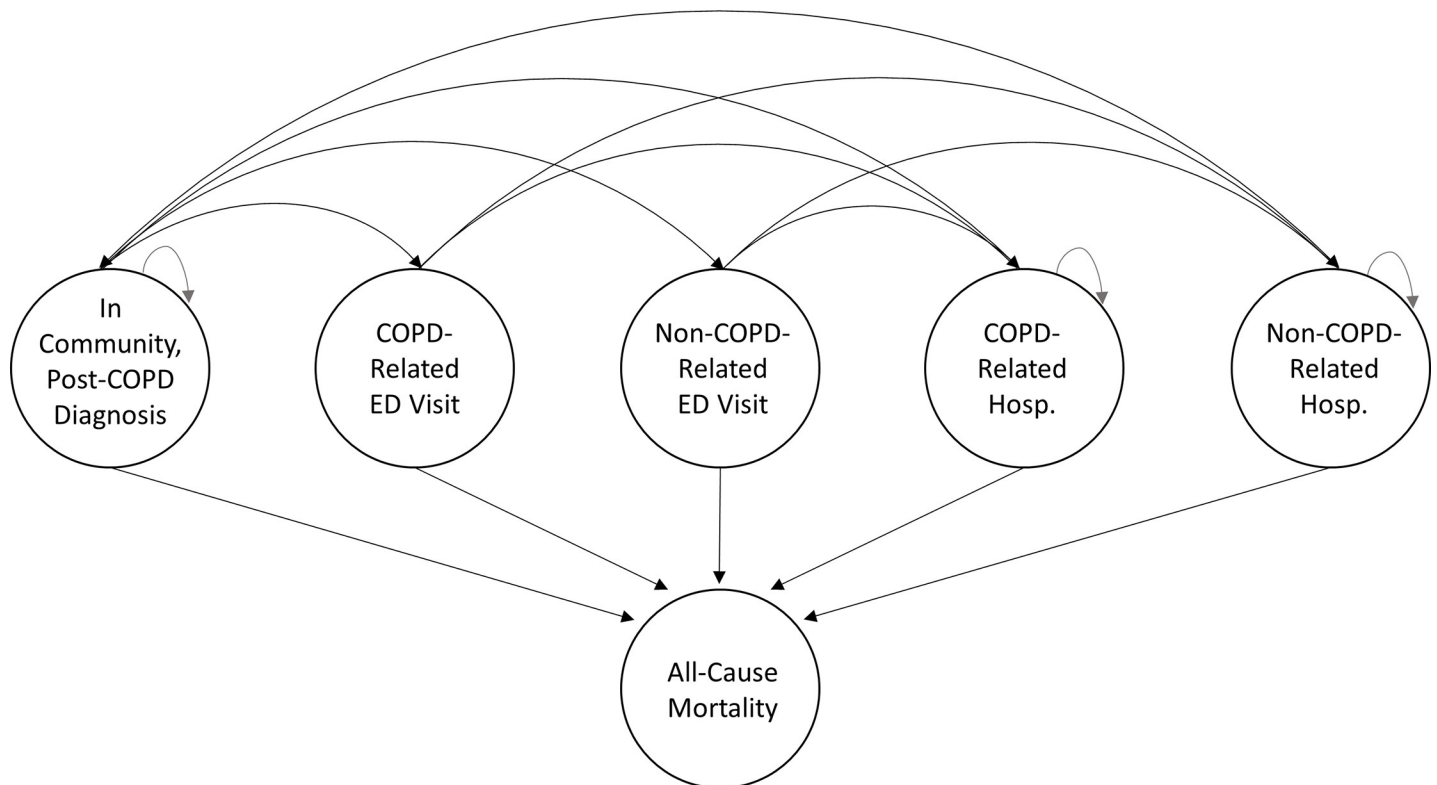 In
Community,
Post-COPD
Diagnosis
COPD-
Related
ED Visit
Non-COPD-
Related
ED Visit
COPD-
Related
Hosp.
Non-COPD-
Related
Hosp.
All-Cause
Mortality